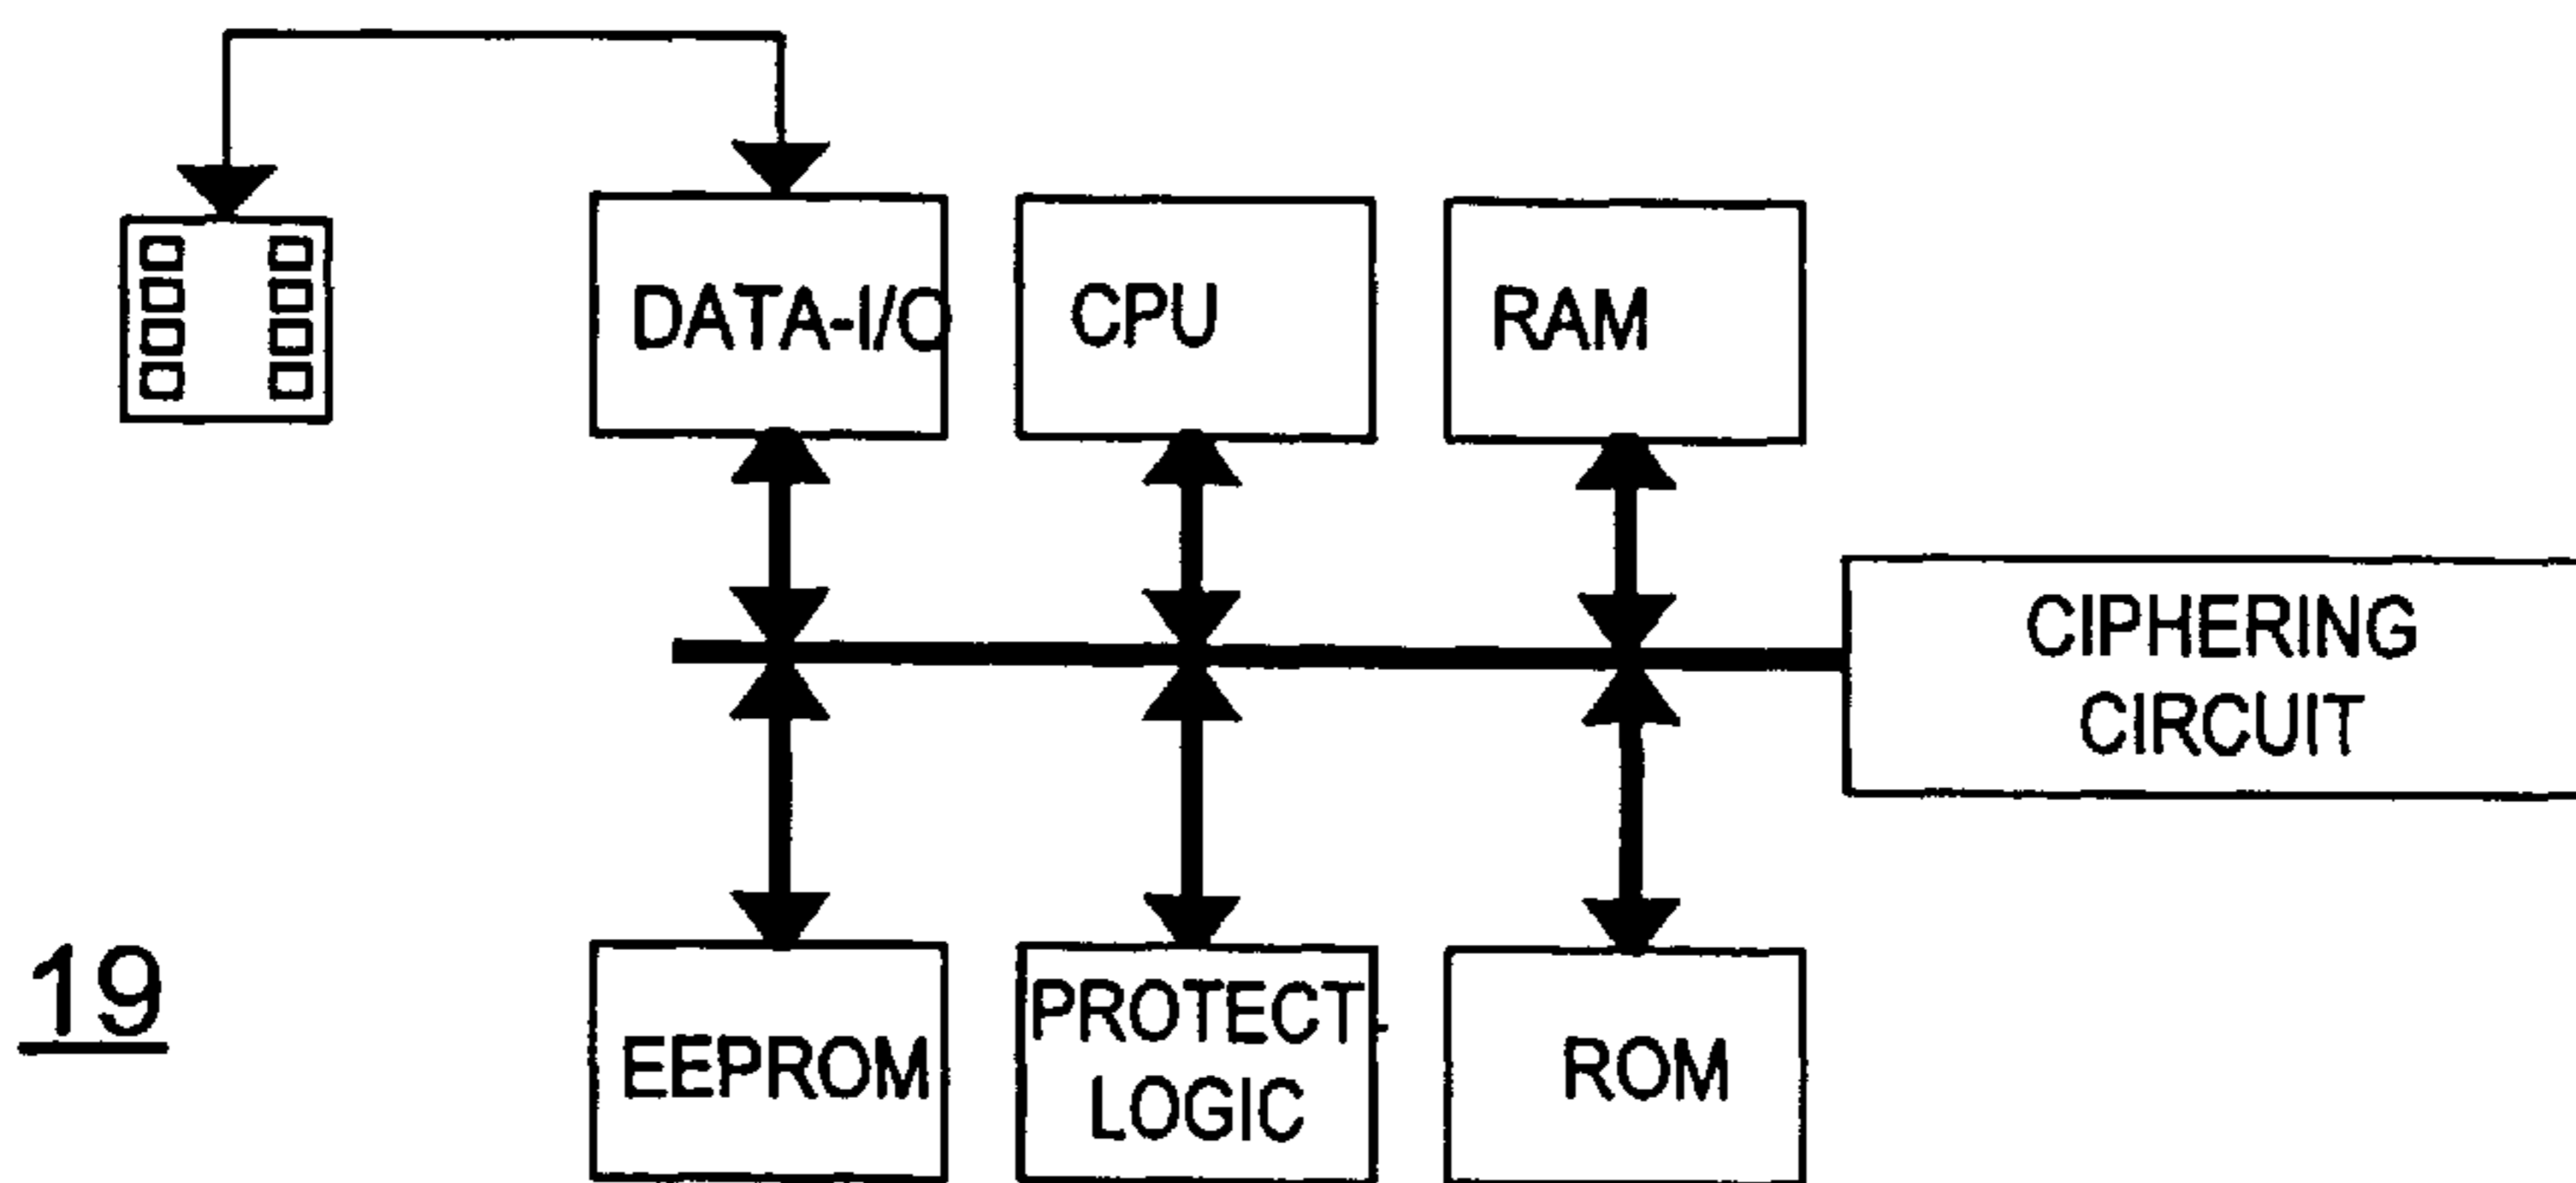 DATA-I/O
CPU
RAM
CIPHERING
CIRCUIT
19
EEPROM
PROTECT-
LOGIC
ROM